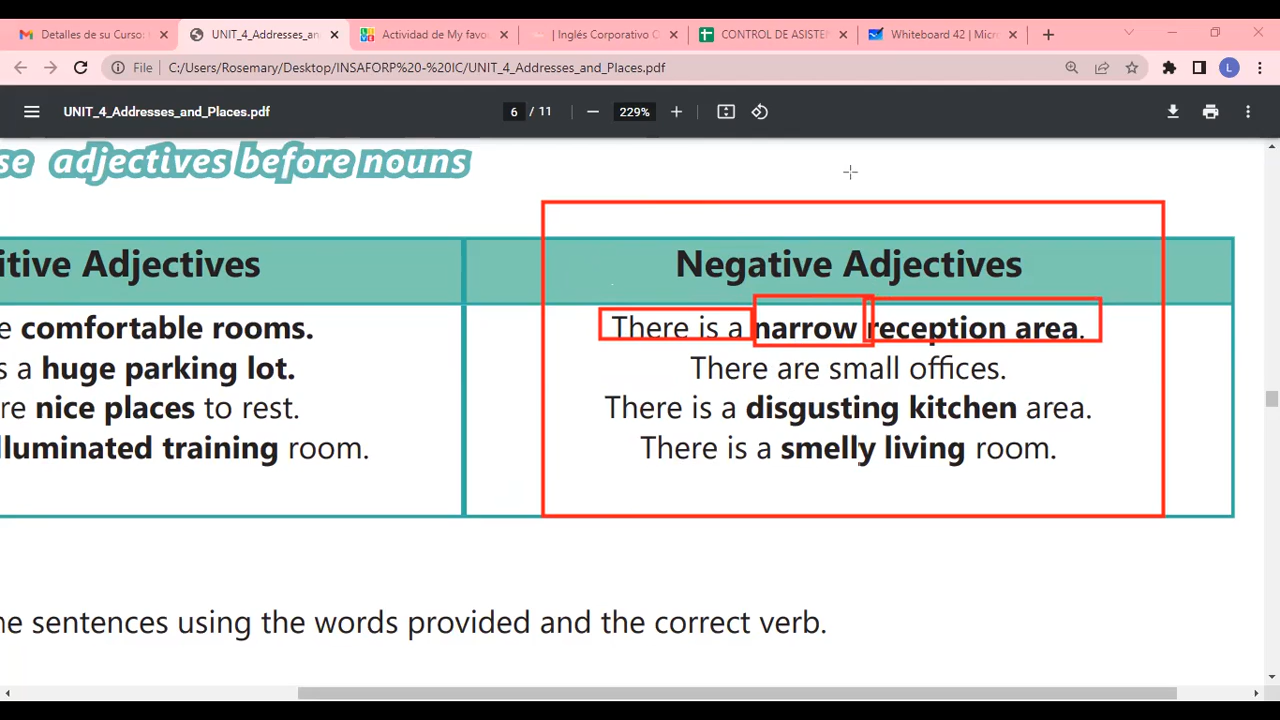 Detalles de su Curso:
UNIT_4_Addresses_and_
Actividad de My favo
| Inglés Corporativo
CONTROL DE ASISTE
Whiteboard 42 | Micr
File C:/Users/Rosemary/Desktop/INSAFORP%20-%20IC/UNIT_4_Addresses_and_Places.pdf
L
UNIT_4_Addresses_and_Places.pdf
6 / 11
229%
se adjectives before nouns
itive Adjectives
Negative Adjectives
e comfortable rooms.
s a huge parking lot.
re nice places to rest.
lluminated training room.
There is a narrow reception area.
There are small offices.
There is a disgusting kitchen area.
There is a smelly living room.
he sentences using the words provided and the correct verb.